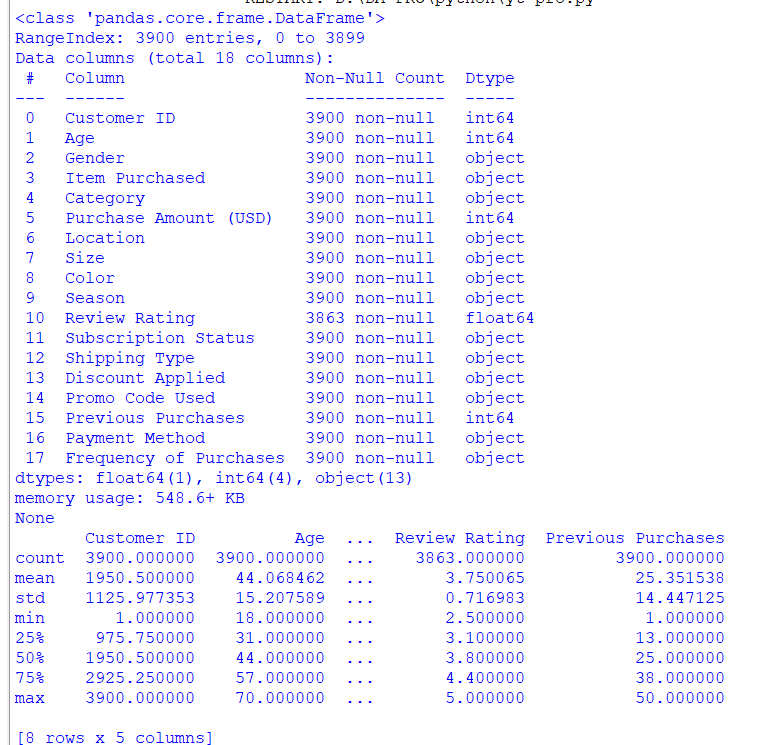 <class 'pandas.core.frame.DataFrame'>
RangeIndex: 3900 entries, 0 to 3899
Data columns (total 18 columns):
 #   Column                  Non-Null Count  Dtype
---  ------                  --------------  -----
 0   Customer ID             3900 non-null   int64
 1   Age                     3900 non-null   int64
 2   Gender                  3900 non-null   object
 3   Item Purchased          3900 non-null   object
 4   Category                3900 non-null   object
 5   Purchase Amount (USD)   3900 non-null   int64
 6   Location                3900 non-null   object
 7   Size                    3900 non-null   object
 8   Color                   3900 non-null   object
 9   Season                  3900 non-null   object
 10  Review Rating           3863 non-null   float64
 11  Subscription Status     3900 non-null   object
 12  Shipping Type           3900 non-null   object
 13  Discount Applied        3900 non-null   object
 14  Promo Code Used         3900 non-null   object
 15  Previous Purchases      3900 non-null   int64
 16  Payment Method          3900 non-null   object
 17  Frequency of Purchases  3900 non-null   object
dtypes: float64(1), int64(4), object(13)
memory usage: 548.6+ KB
None
       Customer ID          Age  ...  Review Rating  Previous Purchases
count  3900.000000  3900.000000  ...    3863.000000         3900.000000
mean   1950.500000    44.068462  ...       3.750065           25.351538
std    1125.977353    15.207589  ...       0.716983           14.447125
min       1.000000    18.000000  ...       2.500000            1.000000
25%     975.750000    31.000000  ...       3.100000           13.000000
50%    1950.500000    44.000000  ...       3.800000           25.000000
75%    2925.250000    57.000000  ...       4.400000           38.000000
max    3900.000000    70.000000  ...       5.000000           50.000000
[8 rows x 5 columns]